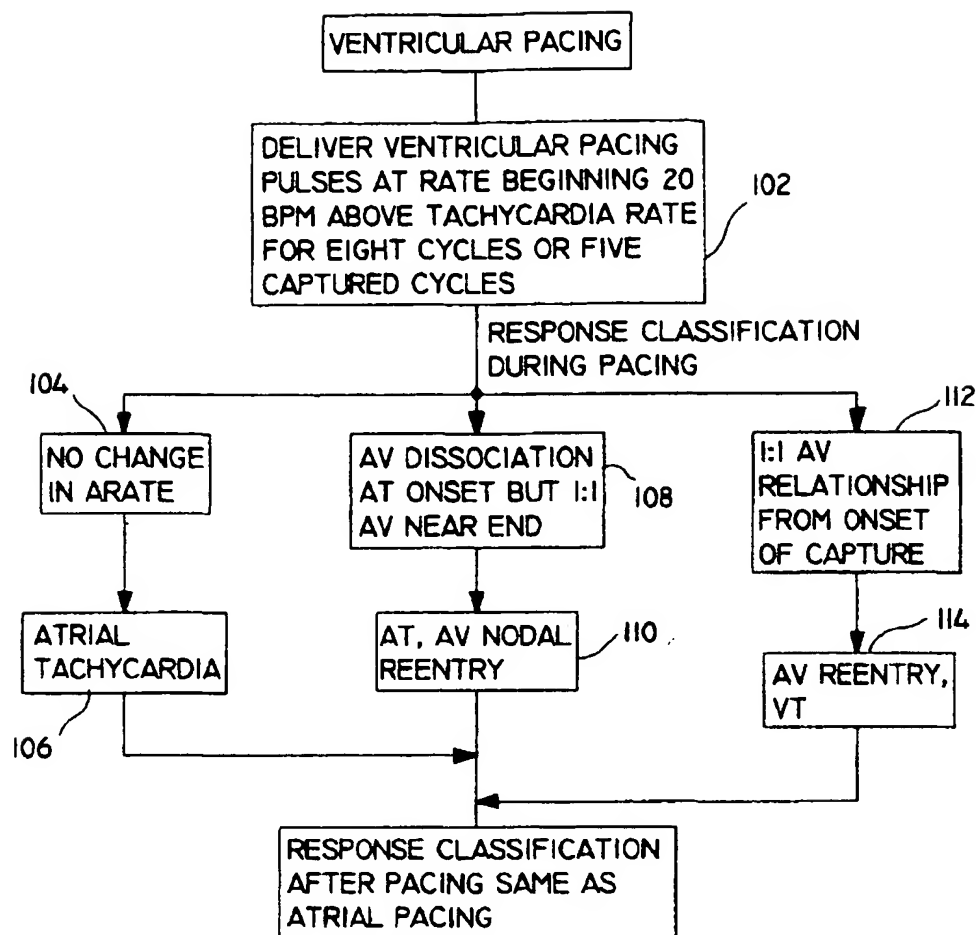 VENTRICULAR PACING
DELIVER VENTRICULAR PACING
PULSES AT RATE BEGINNING 20
BPM ABOVE TACHYCARDIA RATE
FOR EIGHT CYCLES OR FIVE
CAPTURED CYCLES
102
RESPONSE CLASSIFICATION
DURING PACING
104
NO CHANGE
IN ARATE
AV DISSOCIATION
AT ONSET BUT 1:1
AV NEAR END
108
112
1:1 AV
RELATIONSHIP
FROM ONSET
OF CAPTURE
ATRIAL
TACHYCARDIA
106
AT, AV NODAL
REENTRY
110
114
AV REENTRY,
VT
RESPONSE CLASSIFICATION
AFTER PACING SAME AS
ATRIAL PACING